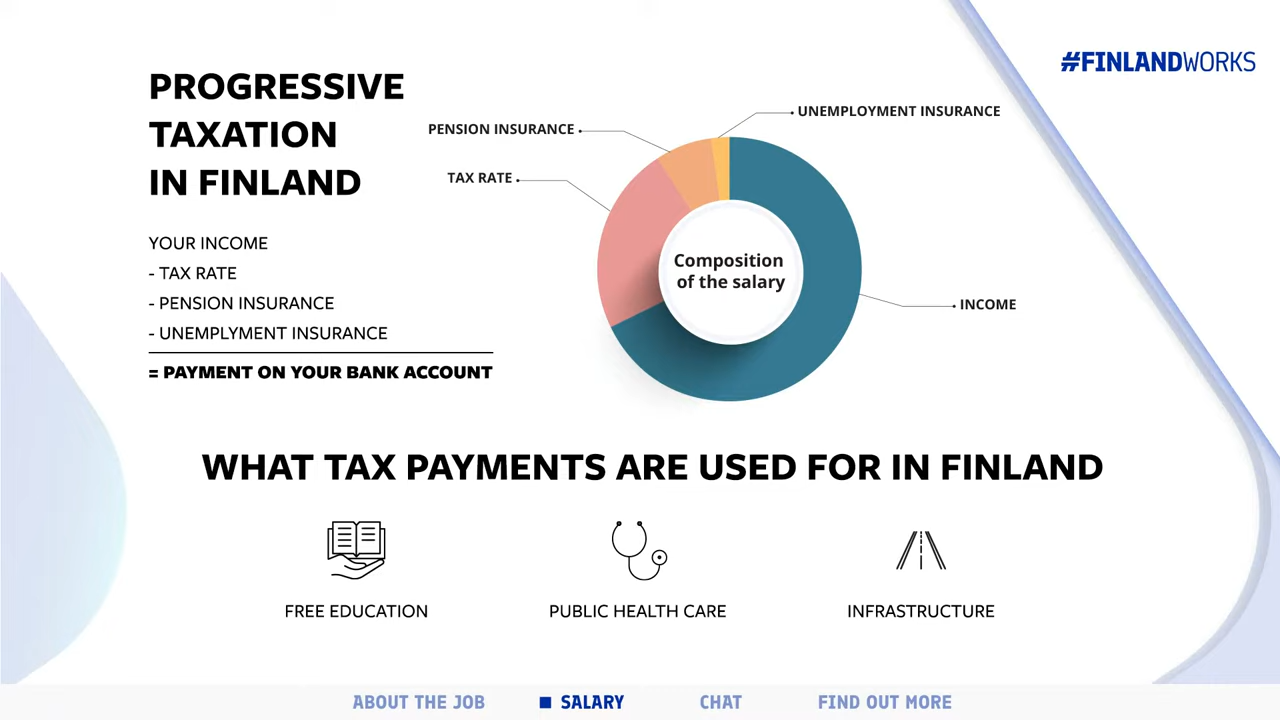 #FINLANDWORKS
PROGRESSIVE
TAXATION
IN FINLAND
YOUR INCOME
- TAX RATE
- PENSION INSURANCE
- UNEMPLYMENT INSURANCE
= PAYMENT ON YOUR BANK ACCOUNT
UNEMPLOYMENT INSURANCE
PENSION INSURANCE
TAX RATE
Composition
of the salary
INCOME
WHAT TAX PAYMENTS ARE USED FOR IN FINLAND
FREE EDUCATION
PUBLIC HEALTH CARE
INFRASTRUCTURE
ABOUT THE JOB
SALARY
CHAT
FIND OUT MORE